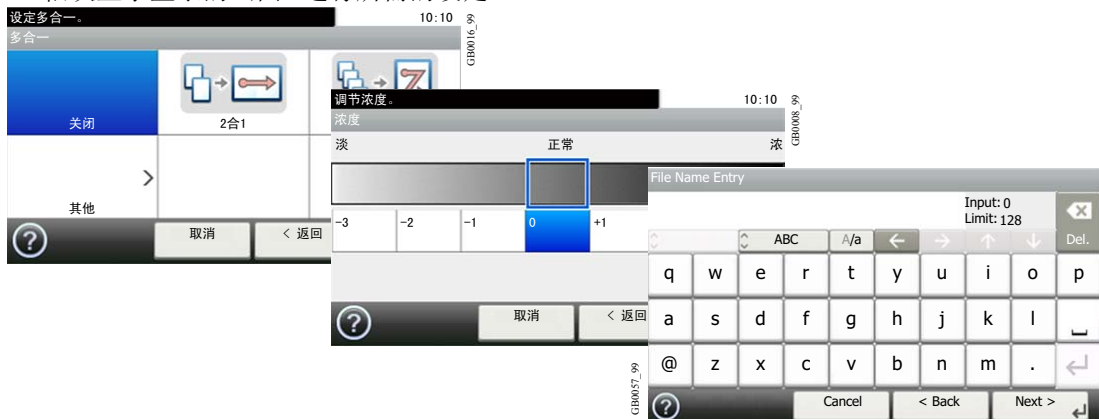 设定多合一。 10:10
多合一
关闭
2合1
其他
取消
< 返回
GB0016_99
调节浓度。 10:10
浓度
淡 正常 浓
-3 -2 -1 0 +1
取消
< 返回
GB0008_99
File Name Entry
Input: 0
Limit: 128
ABC A/a Del.
q w e r t y u i o p
a s d f g h j k l
@ z x c v b n m .
Cancel < Back Next >
GB0057_99